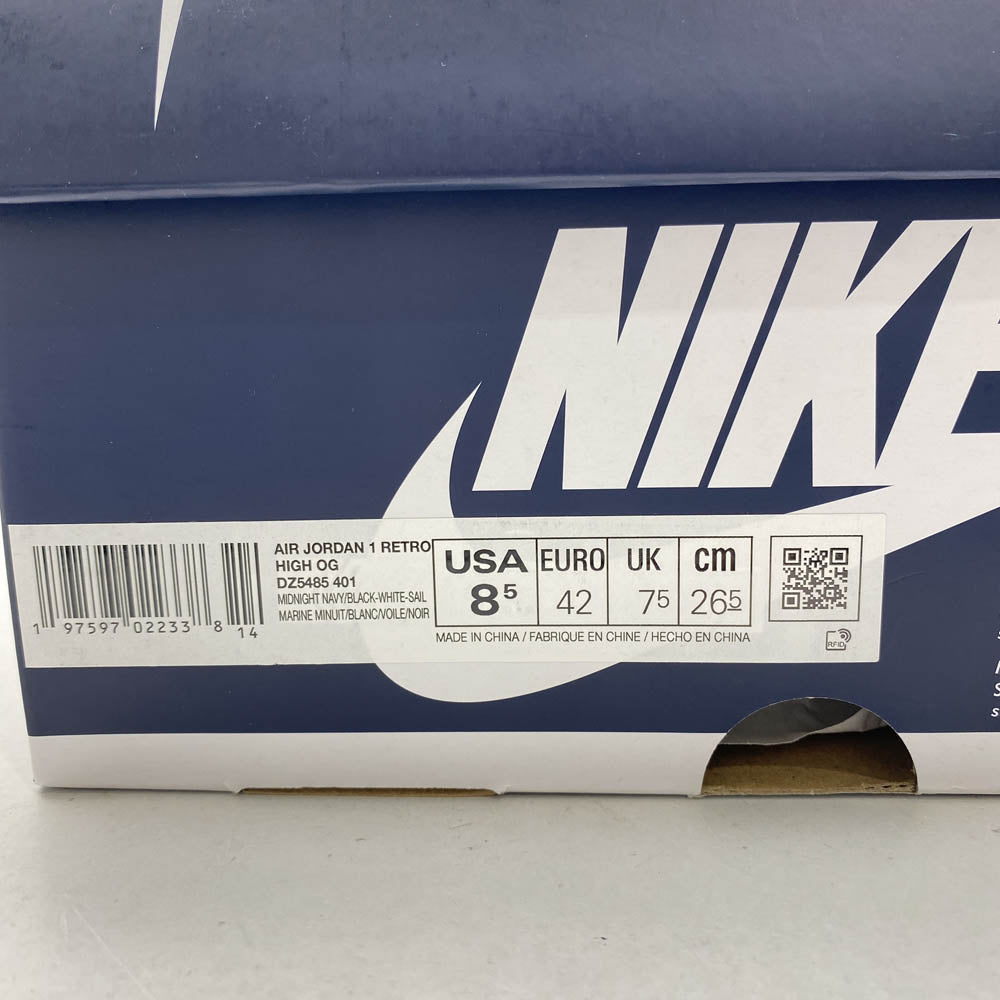 NIKE
AIR JORDAN 1 RETRO
HIGH OG
DZ5485 401
MIDNIGHT NAVY/BLACK-WHITE-SAIL
MARINE MINUIT/BLANC/VOILE/NOIR
USA EURO UK cm
8⁵ 42 7⁵ 26⁵
MADE IN CHINA / FABRIQUE EN CHINE / HECHO EN CHINA
1 97597 02233 8 14
RFID